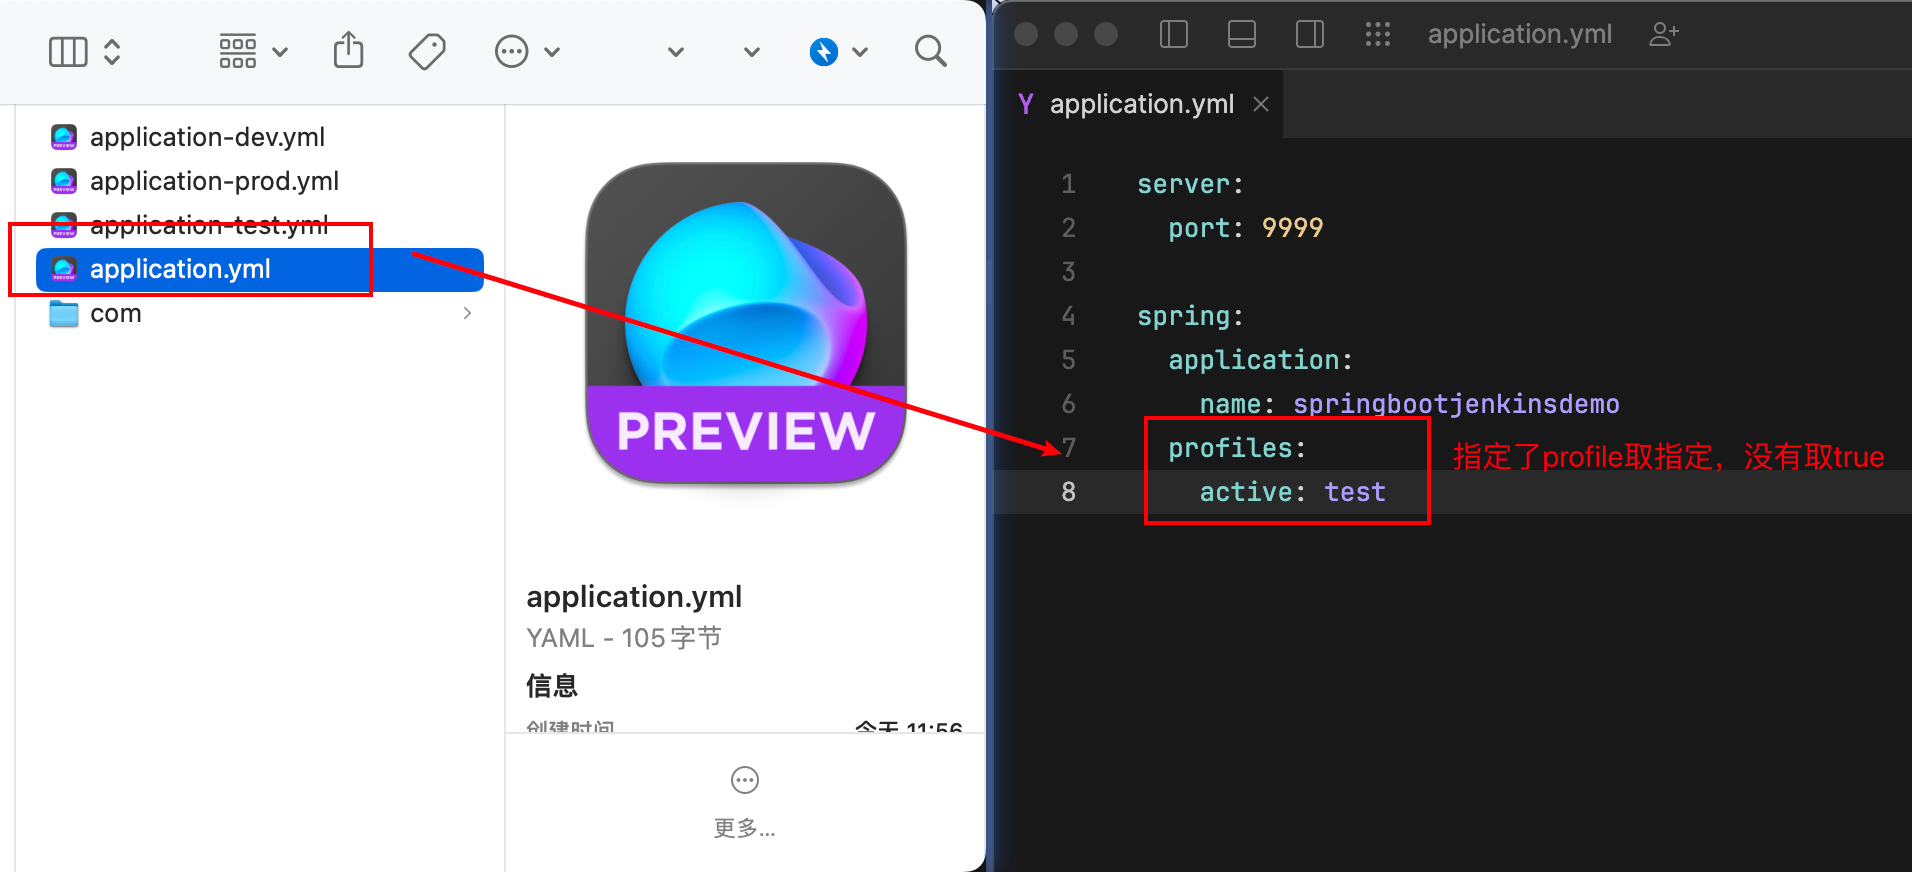 application-dev.yml
application-prod.yml
application-test.yml
application.yml
com
PREVIEW
application.yml
YAML - 105 字节
信息
创建时间
今天 11:56
更多...
application.yml
Y application.yml
1 server:
2 port: 9999
3
4 spring:
5 application:
6 name: springbootjenkinsdemo
7 profiles:
8 active: test
指定了profile取指定，没有取true